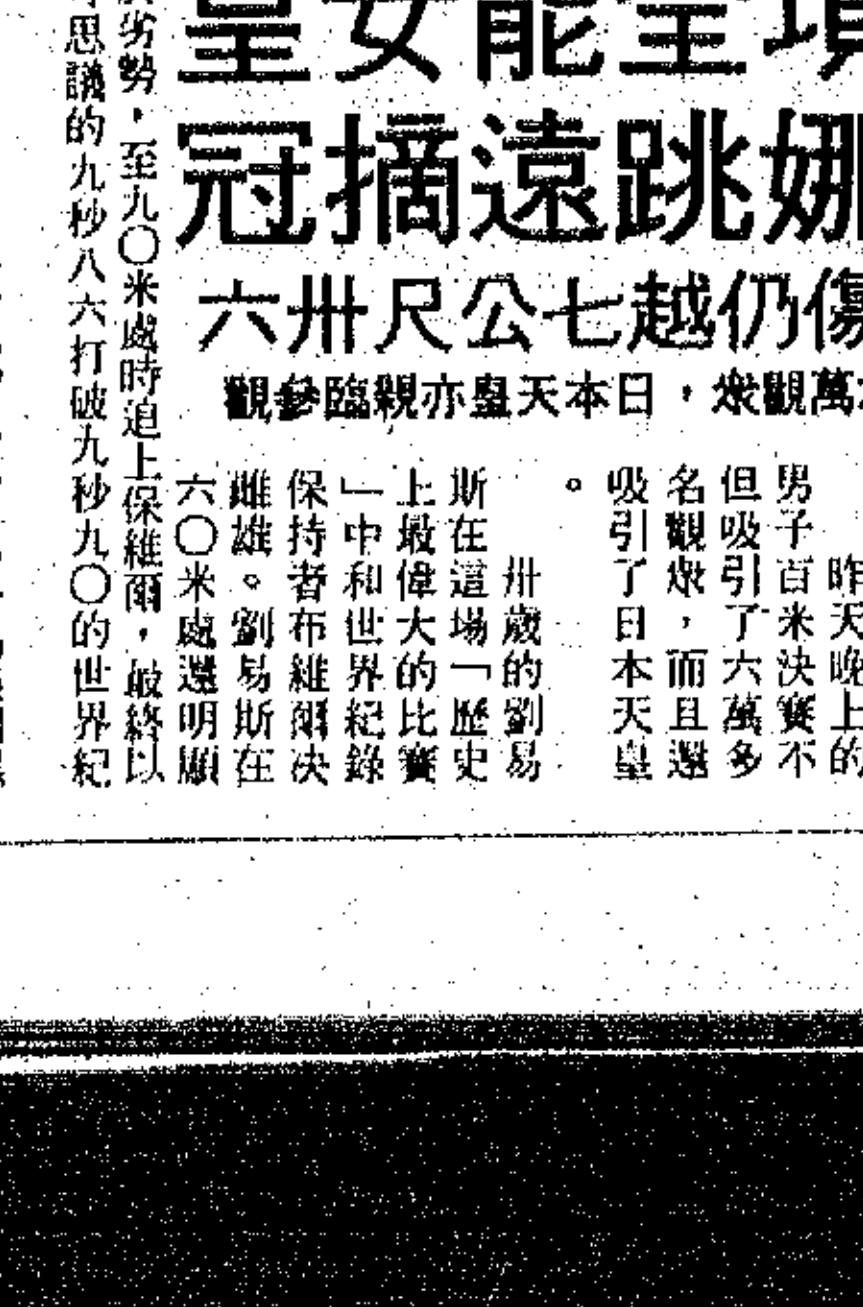 項全能女皇
娜跳遠摘冠
傷仍越七公尺卅六
萬觀衆，日本天皇亦親臨參觀
昨天晚上的
男子百米決賽不
但吸引了六萬多
名觀衆，而且還
吸引了日本天皇
。
卅歲的劉易
斯在這場「歷史
上最偉大的比賽
」中和世界紀錄
保持者布維爾决
雌雄。劉易斯在
六〇米處還明顯
劣勢，至九〇米處時追上保維爾，最終以
思議的九秒八六打破九秒九〇的世界紀